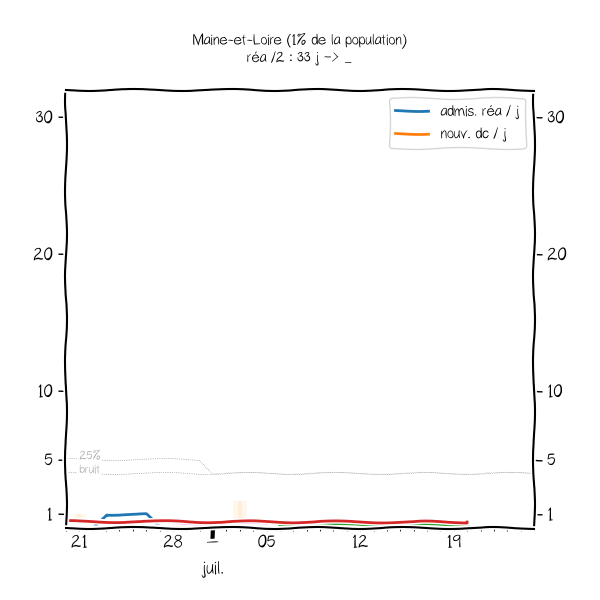 Maine-et-Loire (1% de la population)
réa /2 : 33 j -> _
admis. réa / j
nouv. dc / j
30
30
20
20
10
10
5
5
25%
bruit
1
1
21
28
05
12
19
juil.